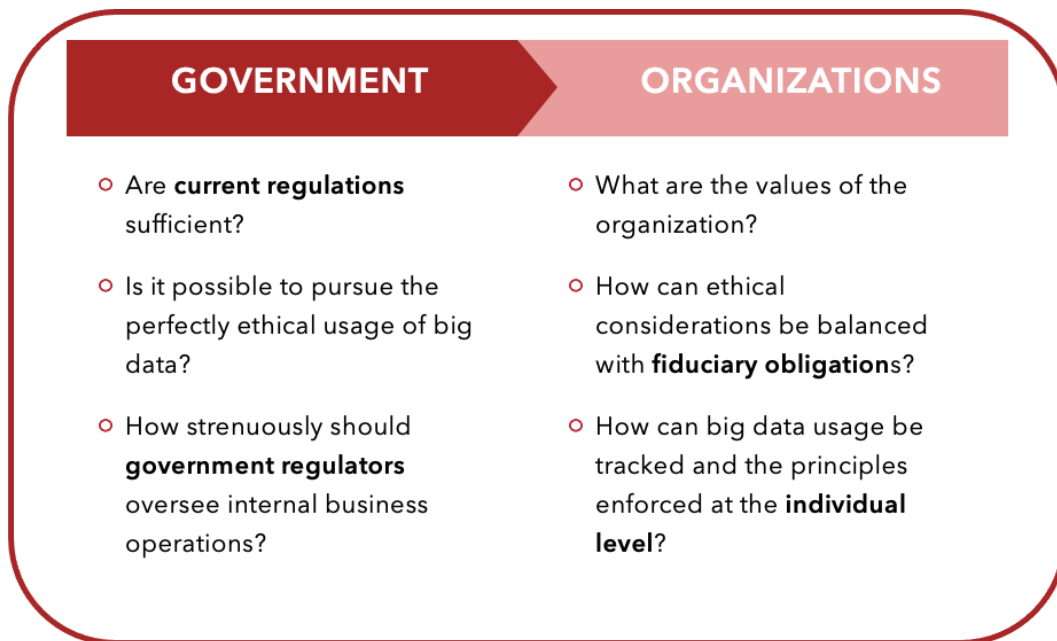 GOVERNMENT
Are current regulations
sufficient?
Is it possible to pursue the
perfectly ethical usage of big
data?
How strenuously should
government regulators
oversee internal business
operations?
ORGANIZATIONS
What are the values of the
organization?
How can ethical
considerations be balanced
with fiduciary obligations?
How can big data usage be
tracked and the principles
enforced at the individual
level?